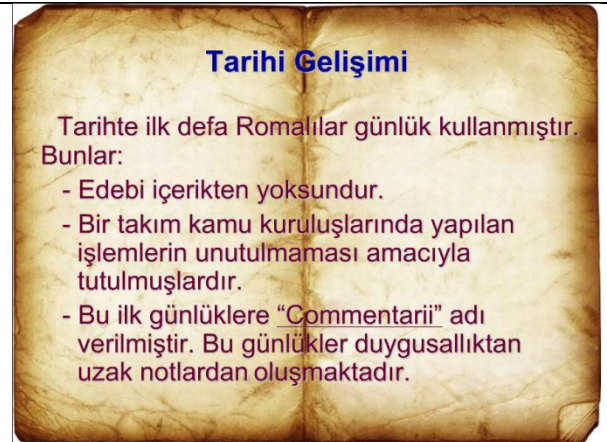 Tarihi Gelişimi
Tarihte ilk defa Romalılar günlük kullanmıştır.
Bunlar:
- Edebi içerikten yoksundur.
- Bir takım kamu kuruluşlarında yapılan
işlemlerin unutulmaması amacıyla
tutulmuşlardır.
- Bu ilk günlüklere “Commentarii” adı
verilmiştir. Bu günlükler duygusallıktan
uzak notlardan oluşmaktadır.